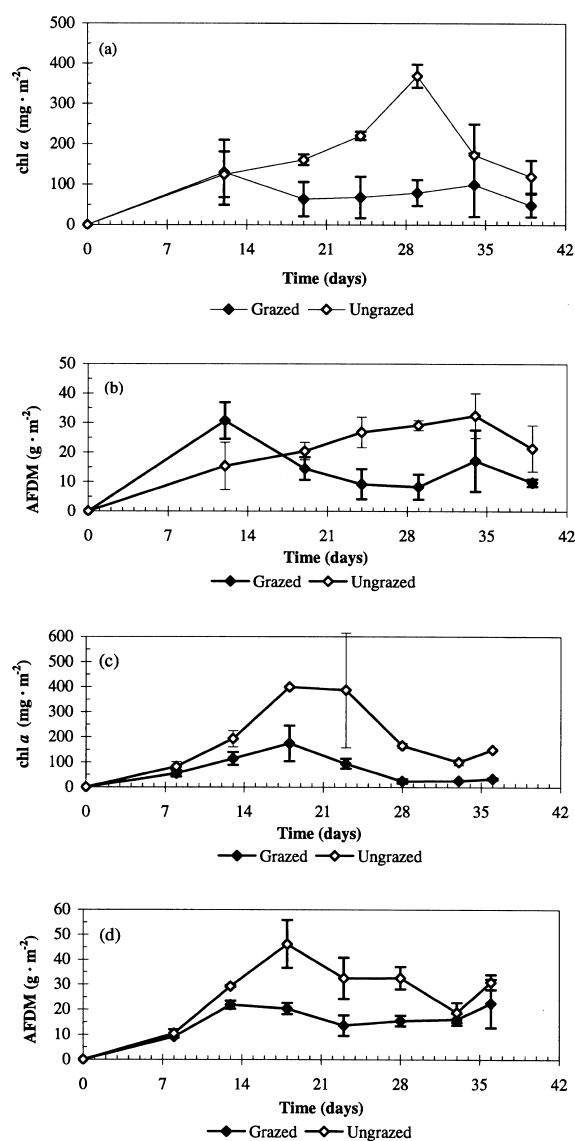 (a)
chl a (mg · m⁻²)
500
400
300
200
100
0
0 7 14 21 28 35 42
Time (days)
Grazed Ungrazed
(b)
AFDM (g · m⁻²)
50
40
30
20
10
0
0 7 14 21 28 35 42
Time (days)
Grazed Ungrazed
(c)
chl a (mg · m⁻²)
600
500
400
300
200
100
0
0 7 14 21 28 35 42
Time (days)
Grazed Ungrazed
(d)
AFDM (g · m⁻²)
60
50
40
30
20
10
0
0 7 14 21 28 35 42
Time (days)
Grazed Ungrazed